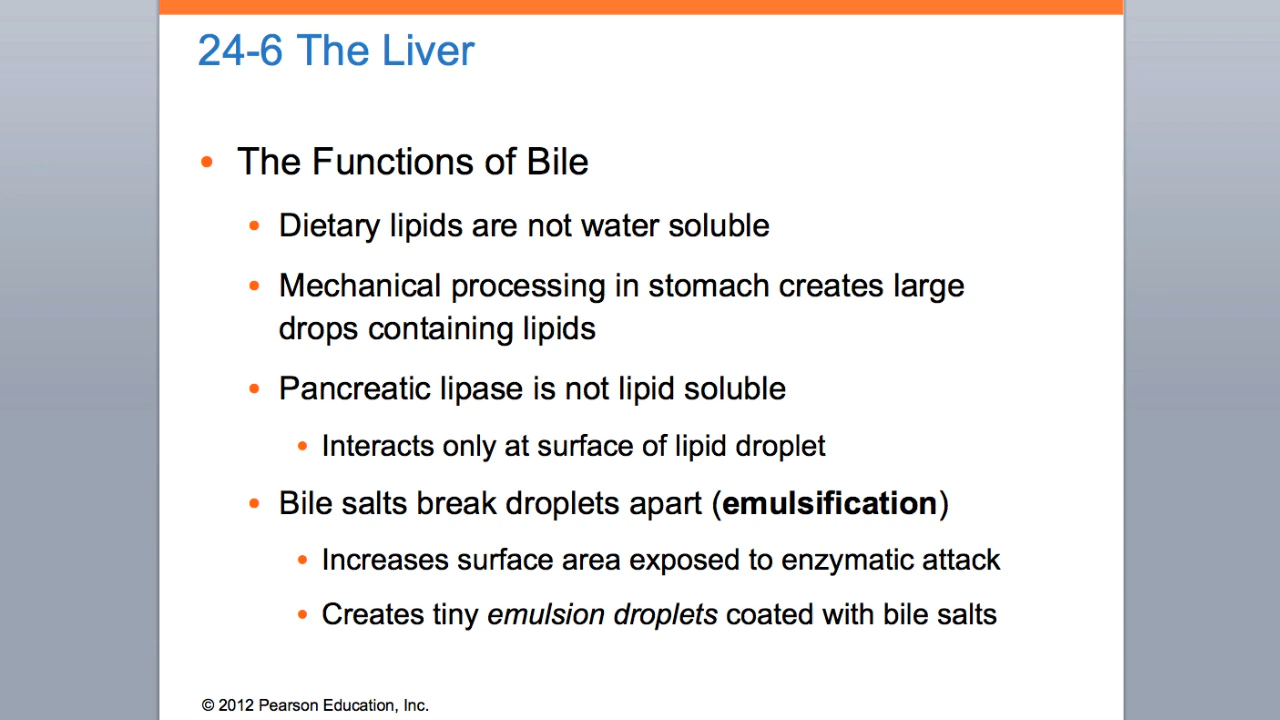 24-6 The Liver
• The Functions of Bile
• Dietary lipids are not water soluble
• Mechanical processing in stomach creates large
drops containing lipids
• Pancreatic lipase is not lipid soluble
• Interacts only at surface of lipid droplet
• Bile salts break droplets apart (emulsification)
• Increases surface area exposed to enzymatic attack
• Creates tiny emulsion droplets coated with bile salts
© 2012 Pearson Education, Inc.